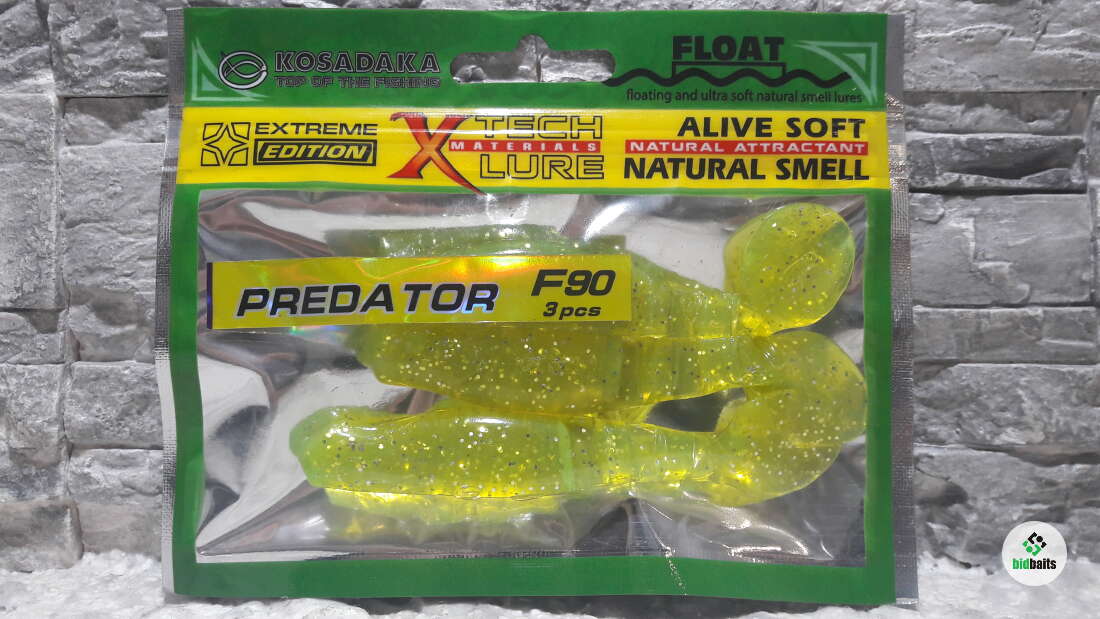 KOSADAKA
TOP OF THE FISHING
FLOAT
floating and ultra soft natural smell lures
EXTREME
EDITION
X TECH
MATERIALS
LURE
ALIVE SOFT
NATURAL ATTRACTANT
NATURAL SMELL
PREDATOR
F90
3 pcs
bidbaits